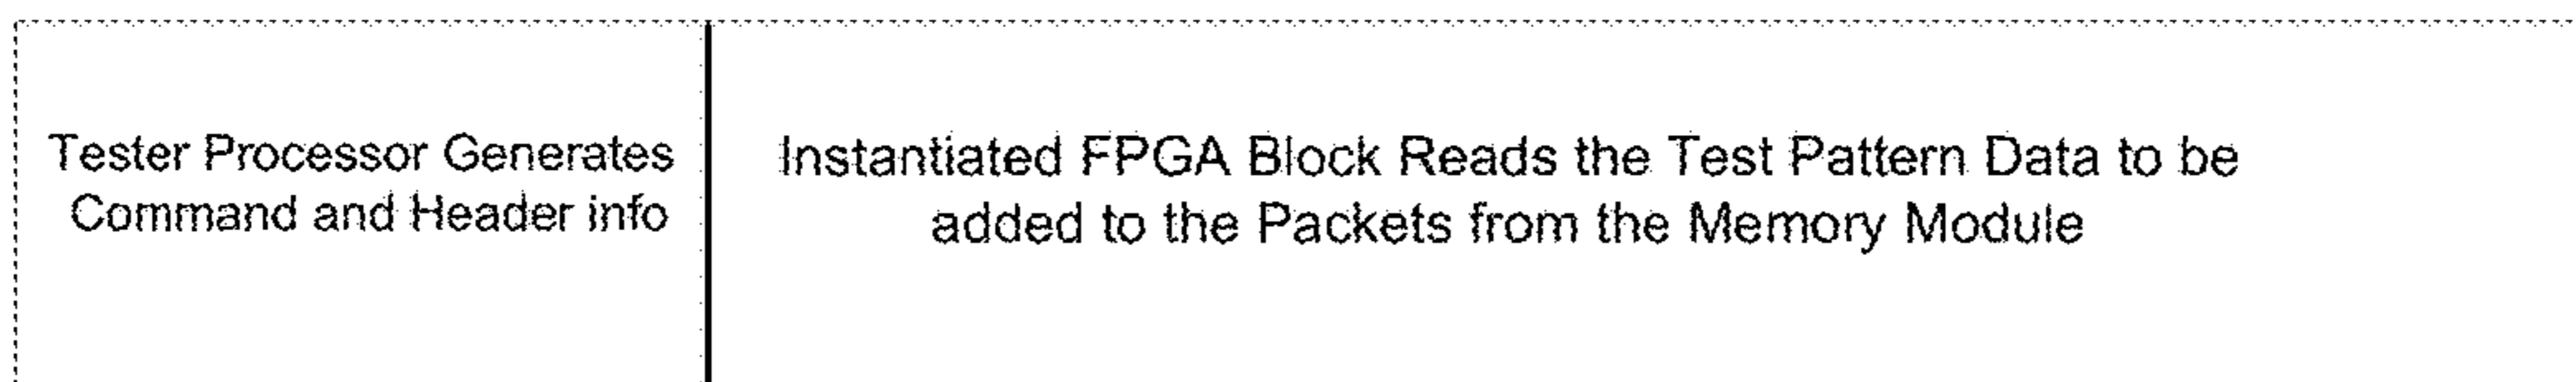 Tester Processor Generates
Command and Header info
Instantiated FPGA Block Reads the Test Pattern Data to be
added to the Packets from the Memory Module